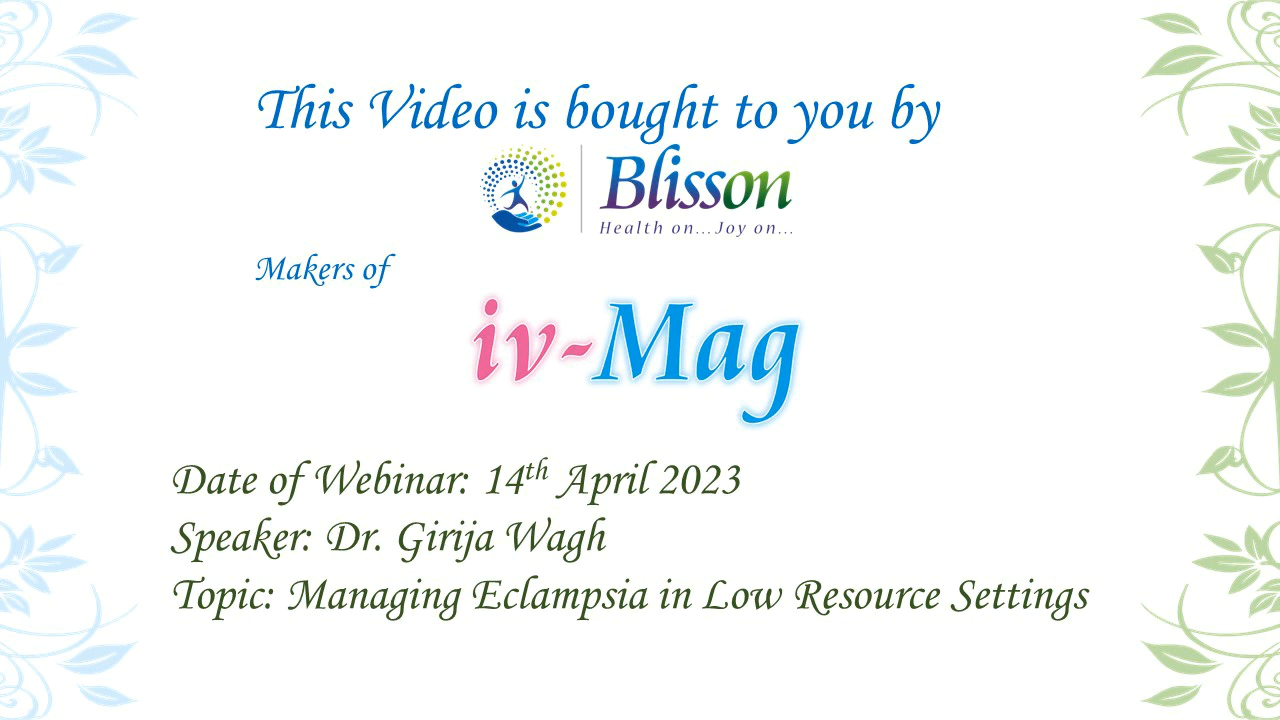 This Video is bought to you by
Blisson
Health on...Joy on...
Makers of
iv-Mag
Date of Webinar: 14th April 2023
Speaker: Dr. Girija Wagh
Topic: Managing Eclampsia in Low Resource Settings